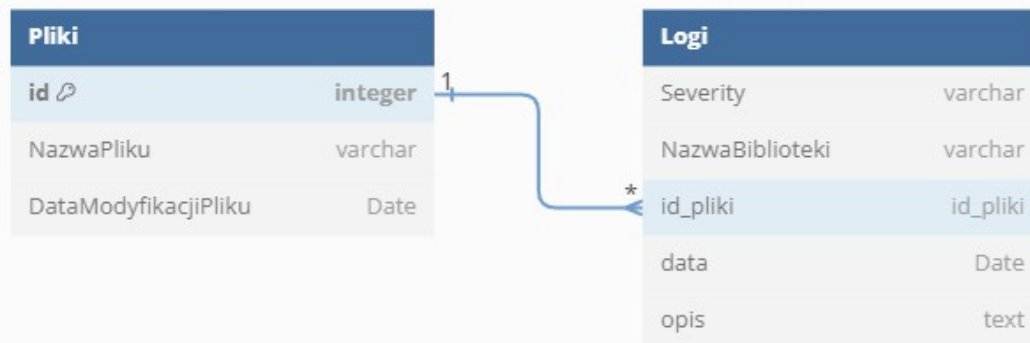 Pliki
id integer
NazwaPliku varchar
DataModyfikacjiPliku Date
1
*
Logi
Severity varchar
NazwaBiblioteki varchar
id_pliki id_pliki
data Date
opis text